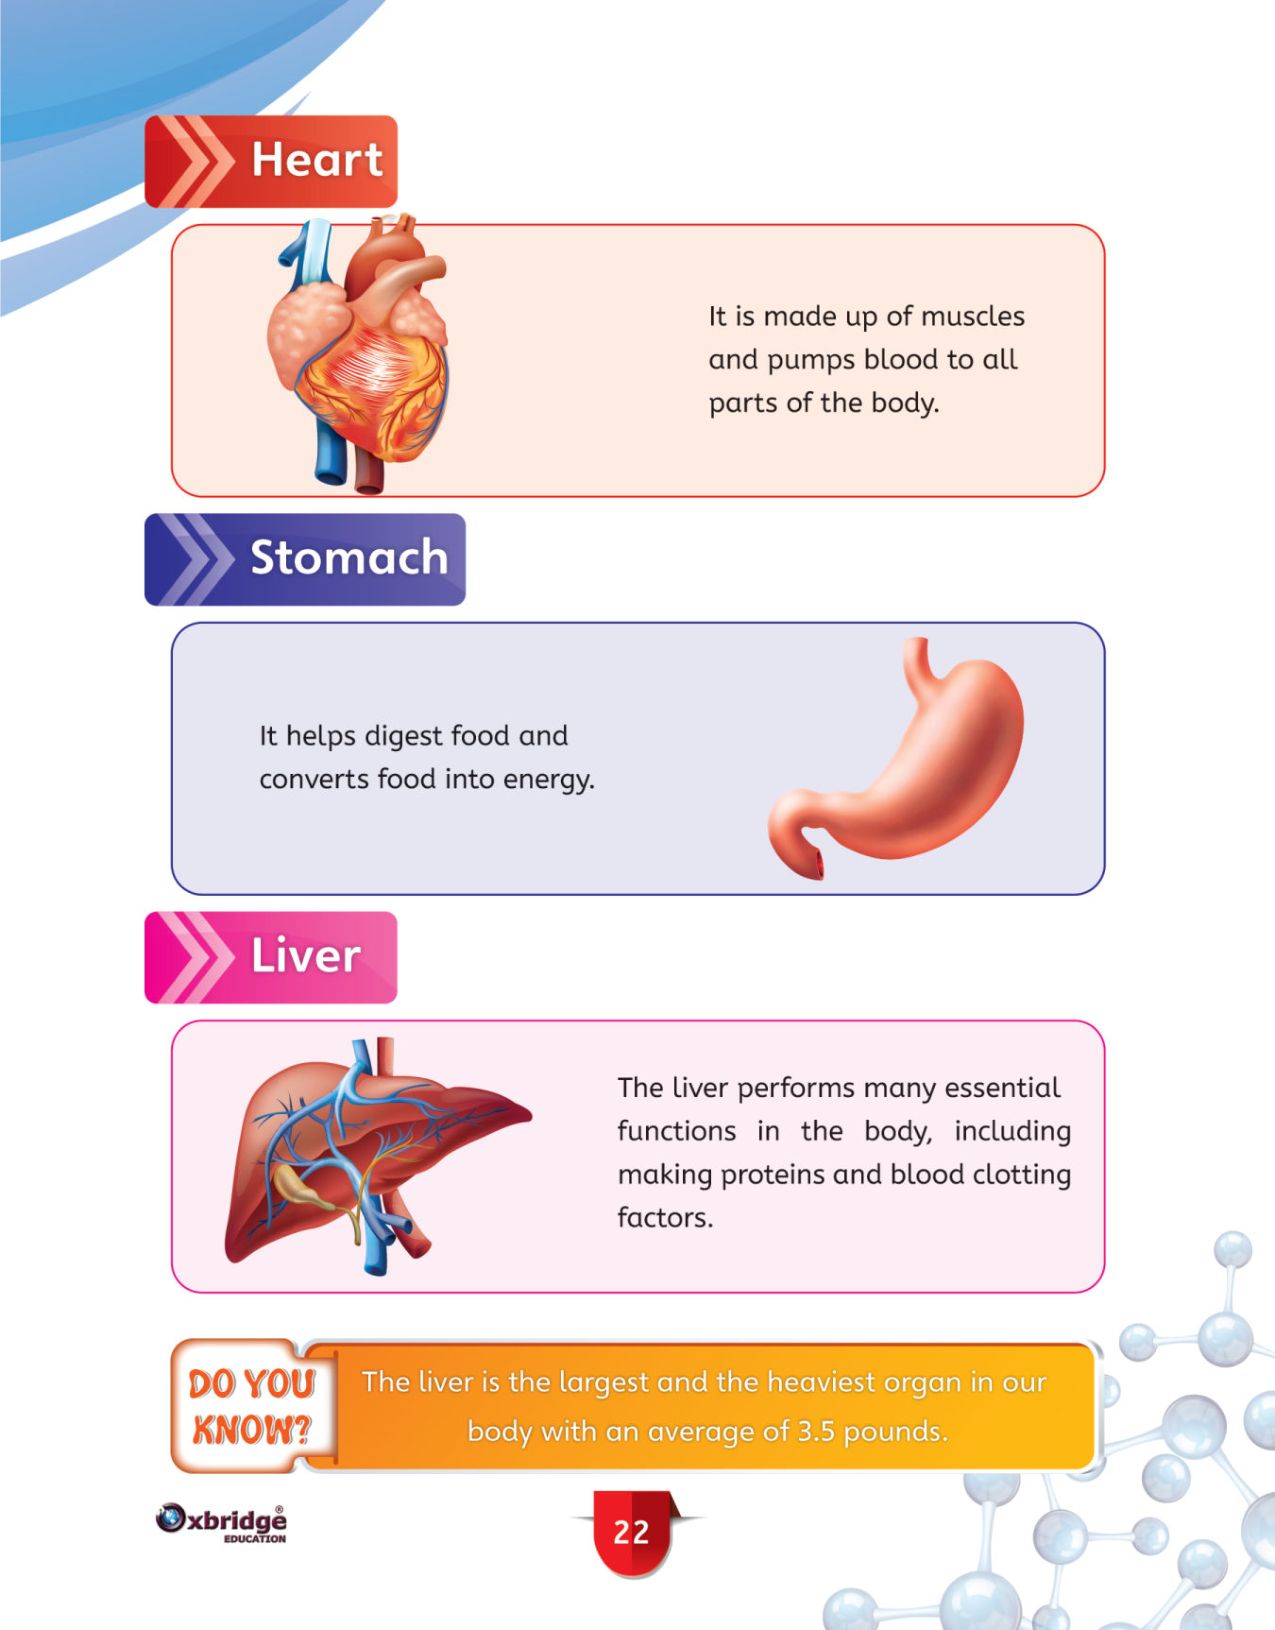 Heart
It is made up of muscles
and pumps blood to all
parts of the body.
Stomach
It helps digest food and
converts food into energy.
Liver
The liver performs many essential
functions in the body, including
making proteins and blood clotting
factors.
DO YOU
KNOW?
The liver is the largest and the heaviest organ in our
body with an average of 3.5 pounds.
Oxbridge®
EDUCATION
22